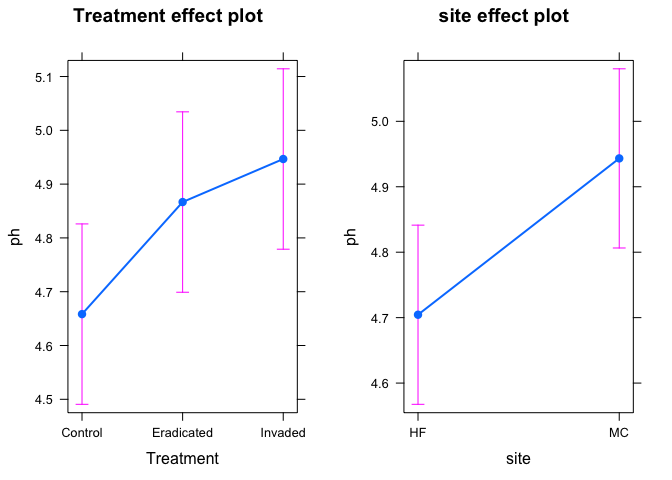 Treatment effect plot
ph
5.1
5.0
4.9
4.8
4.7
4.6
4.5
Control Eradicated Invaded
Treatment
site effect plot
ph
5.0
4.9
4.8
4.7
4.6
HF MC
site